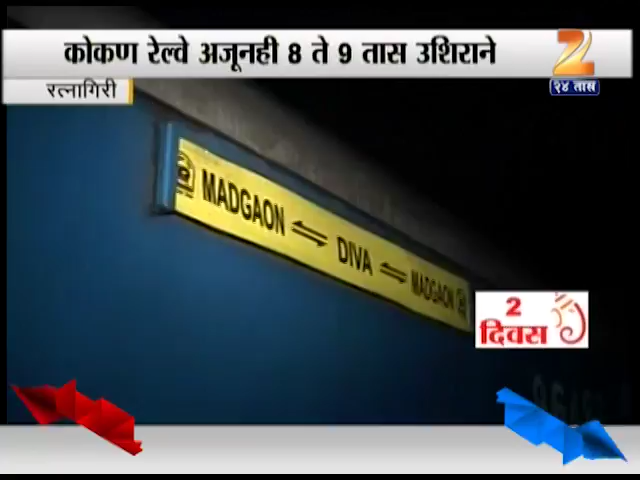 कोकण रेल्वे अजूनही 8 ते 9 तास उशिराने
२४ तास
रत्नागिरी
MADGAON DIVA MADGAON
2
दिवस